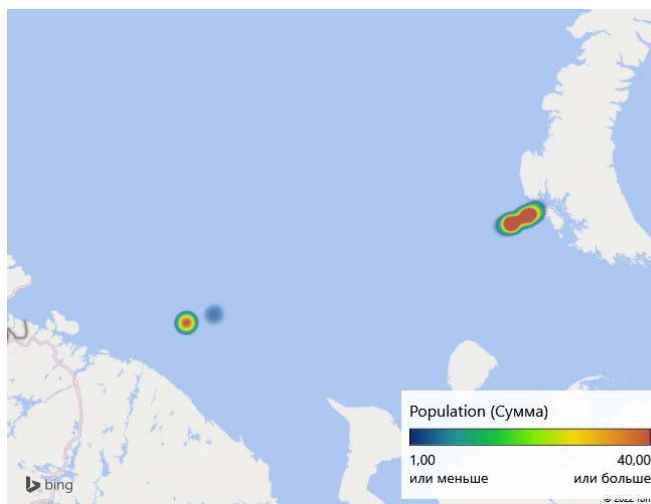 Population (Сумма)
1,00 40,00
или меньше или больше
bing